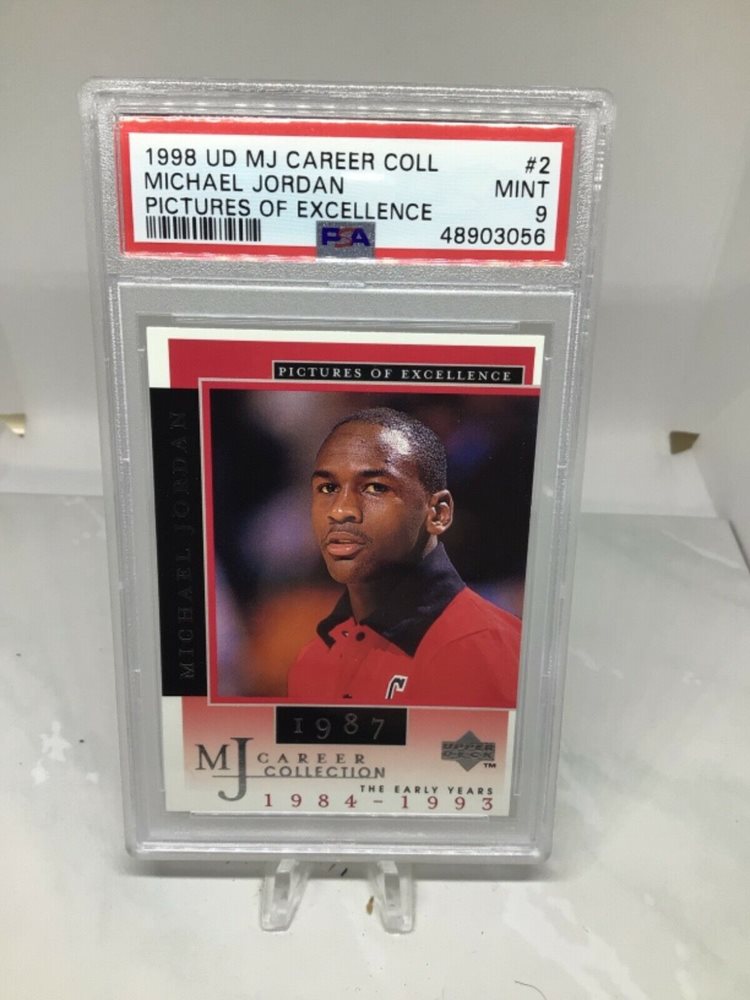 1998 UD MJ CAREER COLL #2
MICHAEL JORDAN MINT
PICTURES OF EXCELLENCE 9
PSA 48903056
PICTURES OF EXCELLENCE
MICHAEL JORDAN
1987
MJ CAREER
COLLECTION
UPPER
DECK
TM
THE EARLY YEARS
1984-1993